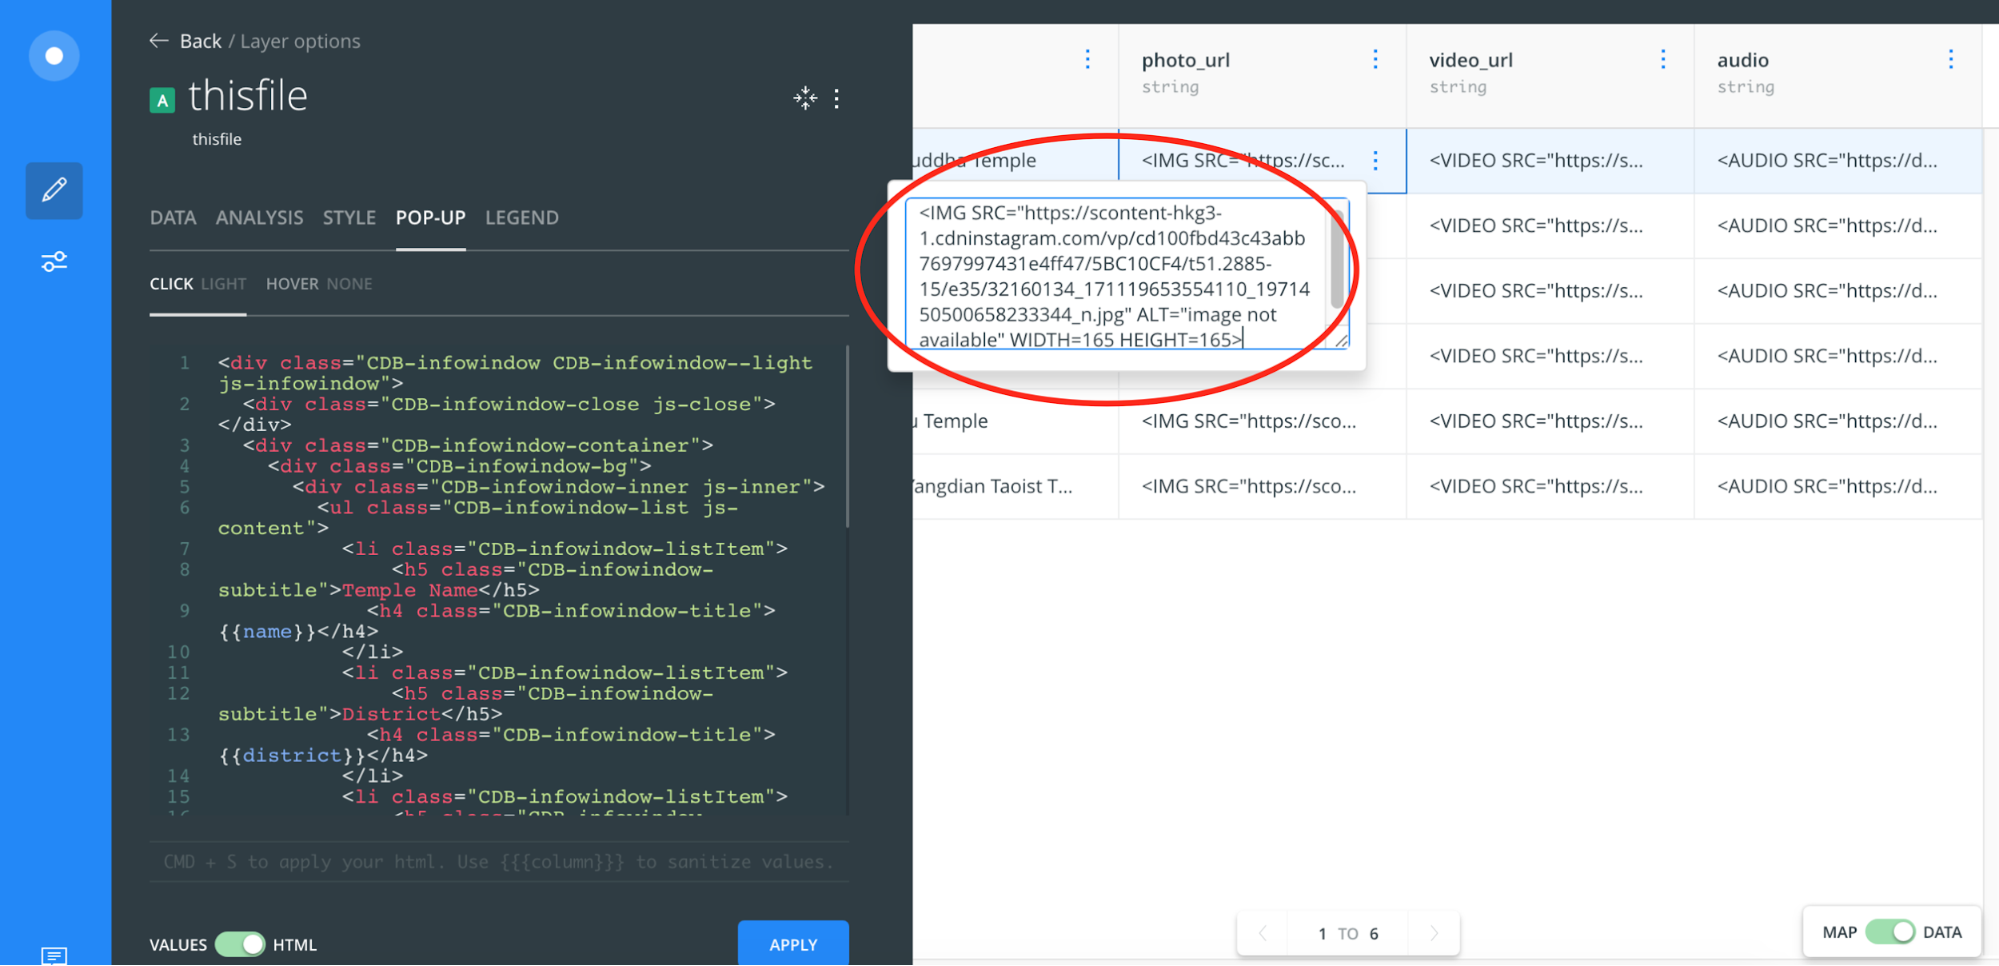 ← Back / Layer options
A thisfile
thisfile
DATA ANALYSIS STYLE POP-UP LEGEND
CLICK LIGHT HOVER NONE
1 <div class="CDB-infowindow CDB-infowindow--light
js-infowindow">
2 <div class="CDB-infowindow-close js-close">
</div>
3 <div class="CDB-infowindow-container">
4 <div class="CDB-infowindow-bg">
5 <div class="CDB-infowindow-inner js-inner">
6 <ul class="CDB-infowindow-list js-
content">
7 <li class="CDB-infowindow-listItem">
8 <h5 class="CDB-infowindow-
subtitle">Temple Name</h5>
9 <h4 class="CDB-infowindow-title">
{{name}}</h4>
10 </li>
11 <li class="CDB-infowindow-listItem">
12 <h5 class="CDB-infowindow-
subtitle">District</h5>
13 <h4 class="CDB-infowindow-title">
{{district}}</h4>
14 </li>
15 <li class="CDB-infowindow-listItem">
16 <h5 class="CDB-infowindow-
CMD + S to apply your html. Use {{{column}}} to sanitize values.
VALUES HTML
APPLY
photo_url video_url audio
string string string
uddha Temple <IMG SRC="https://sc... <VIDEO SRC="https://s... <AUDIO SRC="https://d...
<IMG SRC="https://scontent-hkg3-
1.cdninstagram.com/vp/cd100fbd43c43abb
7697997431e4ff47/5BC10CF4/t51.2885-
15/e35/32160134_171119653554110_19714
50500658233344_n.jpg" ALT="image not
available" WIDTH=165 HEIGHT=165>
<VIDEO SRC="https://s... <AUDIO SRC="https://d...
<VIDEO SRC="https://s... <AUDIO SRC="https://d...
<VIDEO SRC="https://s... <AUDIO SRC="https://d...
u Temple <IMG SRC="https://sco... <VIDEO SRC="https://s... <AUDIO SRC="https://d...
angdian Taoist T... <IMG SRC="https://sco... <VIDEO SRC="https://s... <AUDIO SRC="https://d...
1 TO 6
MAP DATA